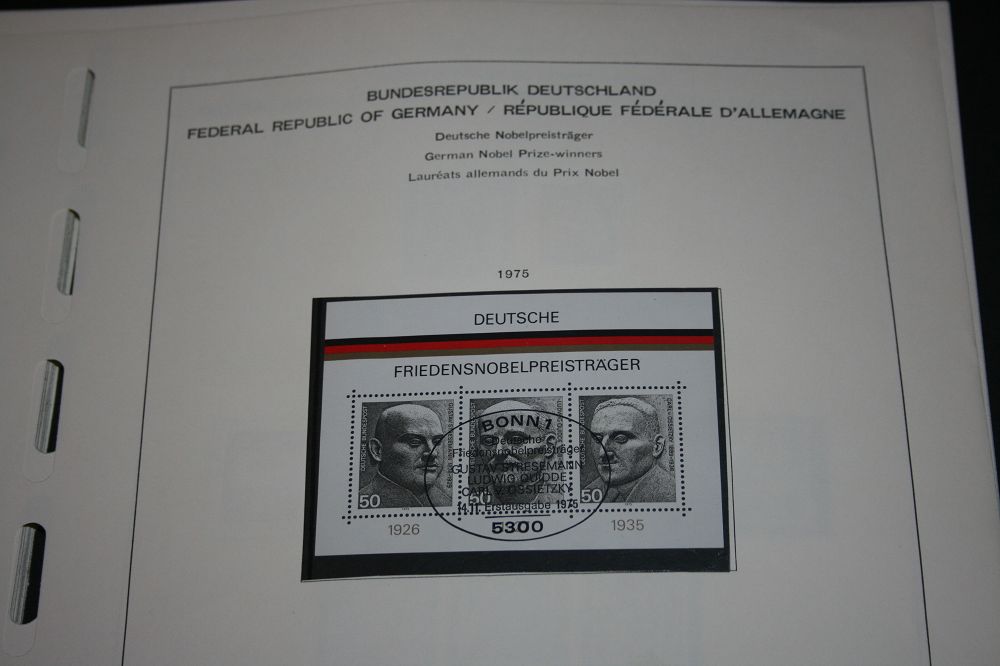 BUNDESREPUBLIK DEUTSCHLAND
FEDERAL REPUBLIC OF GERMANY / RÉPUBLIQUE FÉDÉRALE D'ALLEMAGNE
Deutsche Nobelpreisträger
German Nobel Prize-winners
Lauréats allemands du Prix Nobel
1975
DEUTSCHE
FRIEDENSNOBELPREISTRÄGER
DEUTSCHE BUNDESPOST
50
50
50
BONN 1
Deutsche
Friedensnobelpreisträger
GUSTAV STRESEMANN
LUDWIG QUIDDE
CARL V. OSSIETZKY
14.11. Erstausgabe 1975
5300
1926
1935